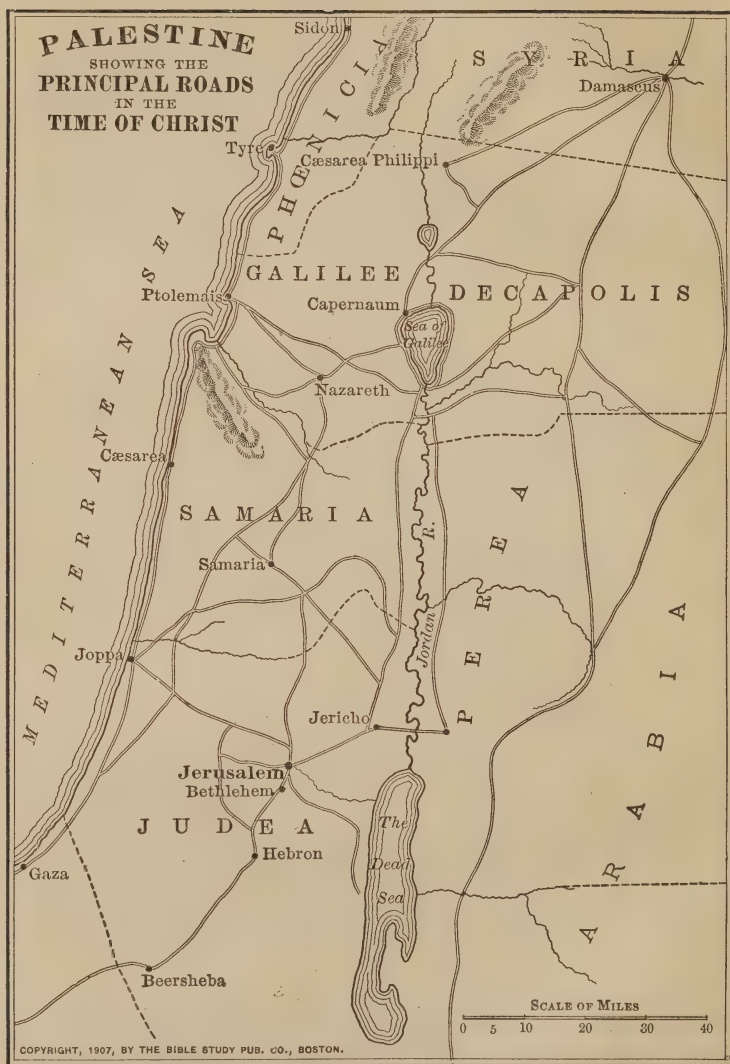 PALESTINE
SHOWING THE
PRINCIPAL ROADS
IN THE
TIME OF CHRIST
Sidon
SYRIA
Damascus
PHŒNICIA
Tyre
Cæsarea Philippi
MEDITERRANEAN SEA
GALILEE
Ptolemais
Capernaum
DECAPOLIS
Sea of
Galilee
Nazareth
Cæsarea
SAMARIA
Samaria
Jordan R.
PEREA
ARABIA
Joppa
Jericho
Jerusalem
Bethlehem
JUDEA
The
Dead
Sea
Hebron
Gaza
Beersheba
SCALE OF MILES
0 5 10 20 30 40
COPYRIGHT, 1907, BY THE BIBLE STUDY PUB. CO., BOSTON.